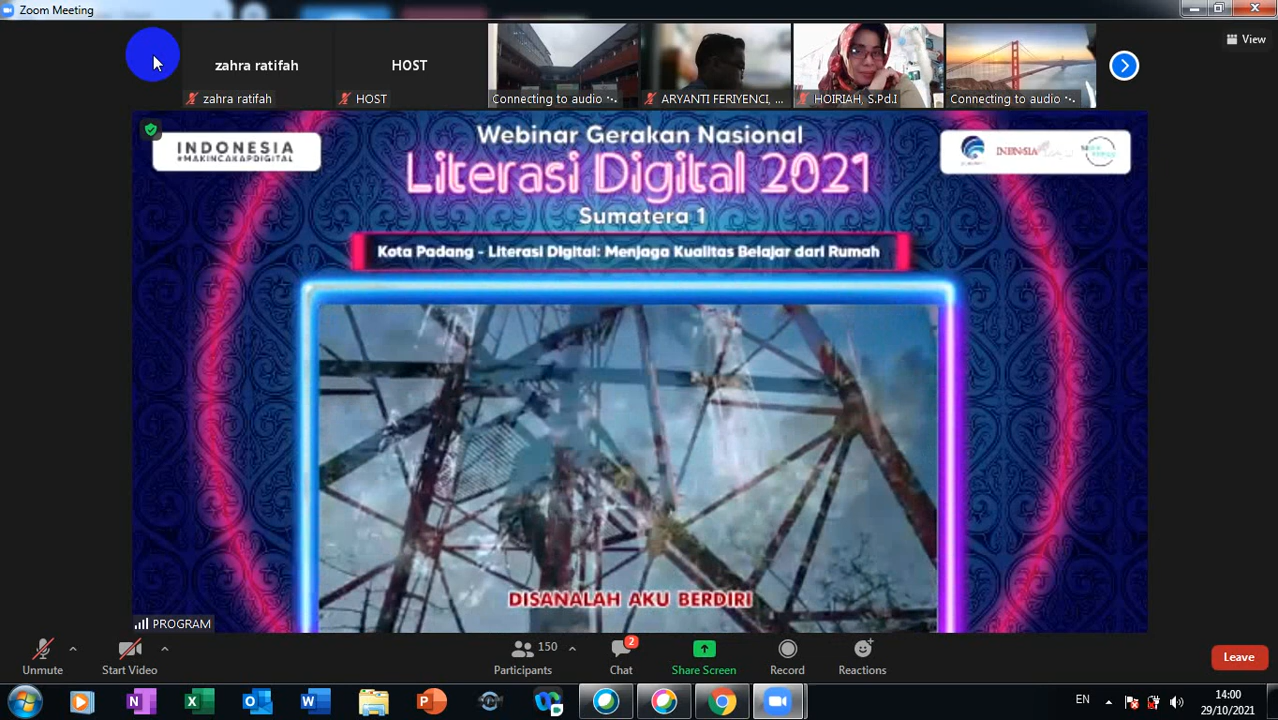 Zoom Meeting
View
zahra ratifah
HOST
zahra ratifah
HOST
Connecting to audio
ARYANTI FERIYENCI, ...
HOIRIAH, S.Pd.I
Connecting to audio
INDONESIA
#MAKINCAKAPDIGITAL
Webinar Gerakan Nasional
Literasi Digital 2021
Sumatera 1
Kota Padang - Literasi Digital: Menjaga Kualitas Belajar dari Rumah
DISANALAH AKU BERDIRI
PROGRAM
Unmute
Start Video
150
Participants
2
Chat
Share Screen
Record
Reactions
Leave
EN
14:00
29/10/2021